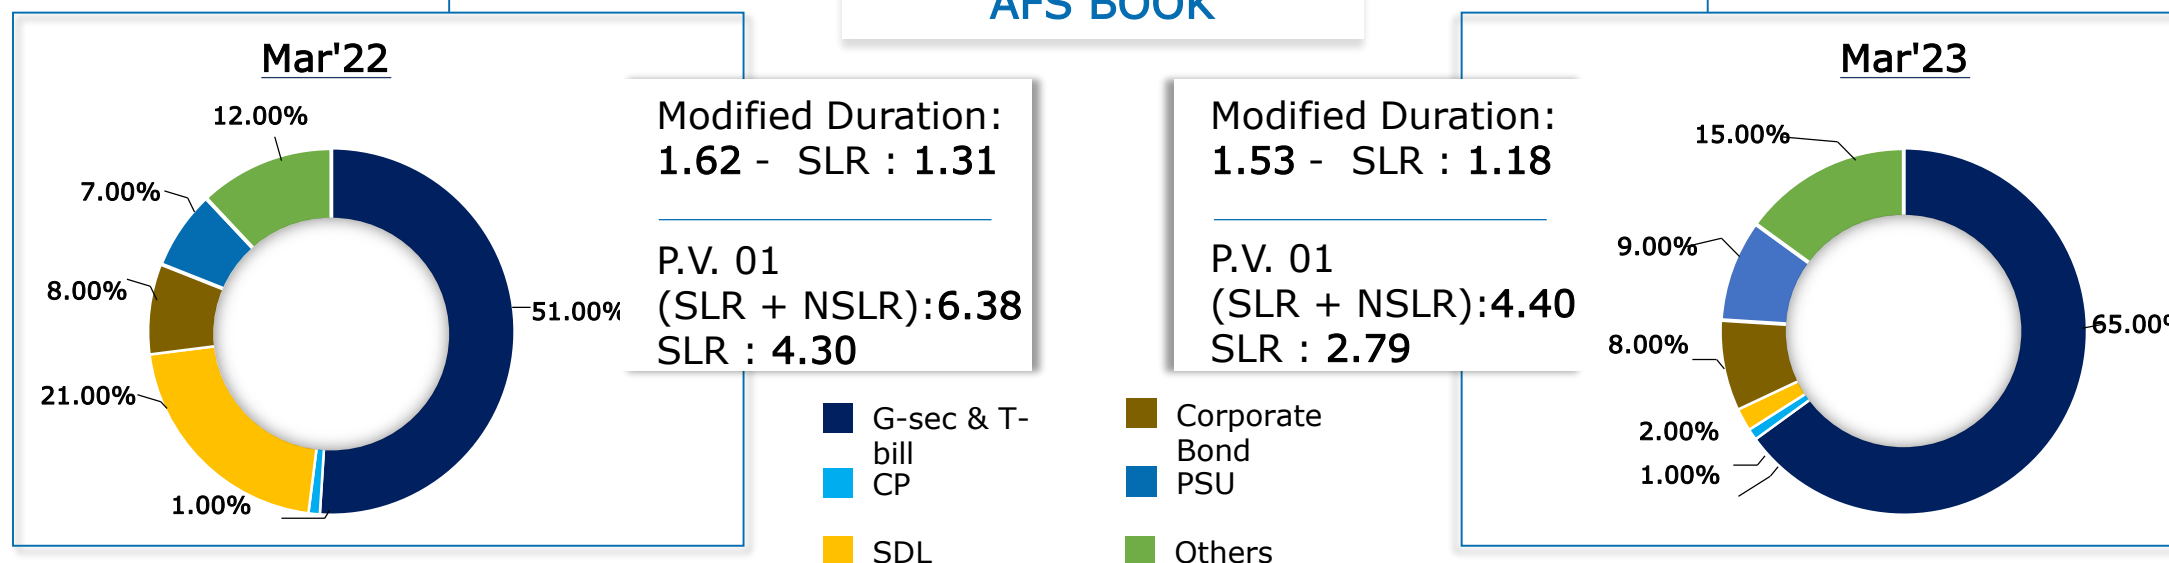 AFS BOOK
Mar'22
12.00%
7.00%
8.00%
51.00%
21.00%
1.00%
Modified Duration:
1.62 - SLR : 1.31
P.V. 01
(SLR + NSLR):6.38
SLR : 4.30
Modified Duration:
1.53 - SLR : 1.18
P.V. 01
(SLR + NSLR):4.40
SLR : 2.79
G-sec & T-
bill
CP
SDL
Corporate
Bond
PSU
Others
Mar'23
15.00%
9.00%
65.00%
8.00%
2.00%
1.00%